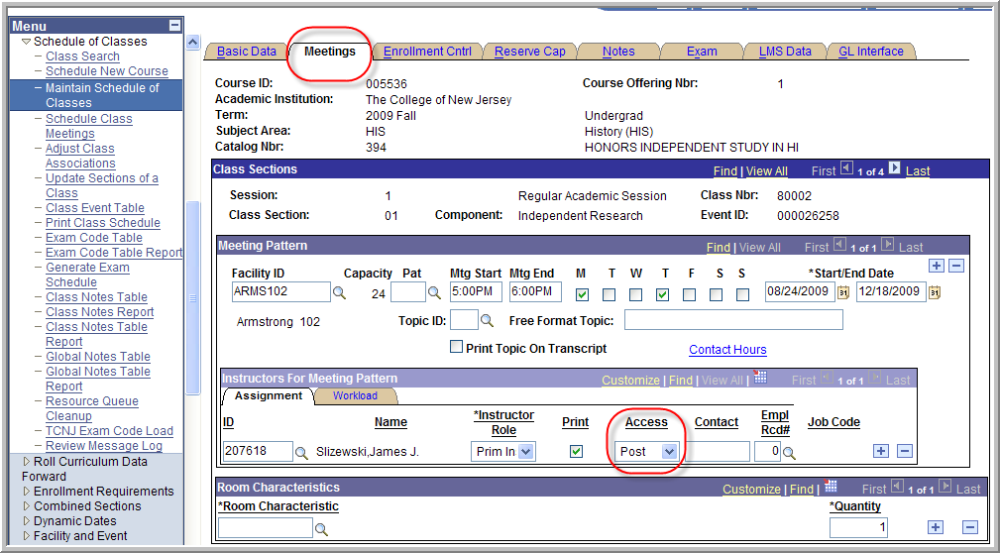 Menu
Schedule of Classes
Class Search
Schedule New Course
Maintain Schedule of
Classes
Schedule Class
Meetings
Adjust Class
Associations
Update Sections of a
Class
Class Event Table
Print Class Schedule
Exam Code Table
Exam Code Table Report
Generate Exam
Schedule
Class Notes Table
Class Notes Report
Class Notes Table
Report
Global Notes Table
Global Notes Table
Report
Resource Queue
Cleanup
TCNJ Exam Code Load
Review Message Log
Roll Curriculum Data
Forward
Enrollment Requirements
Combined Sections
Dynamic Dates
Facility and Event
Basic Data Meetings Enrollment Cntrl Reserve Cap Notes Exam LMS Data GL Interface
Course ID: 005536 Course Offering Nbr: 1
Academic Institution: The College of New Jersey
Term: 2009 Fall Undergrad
Subject Area: HIS History (HIS)
Catalog Nbr: 394 HONORS INDEPENDENT STUDY IN HI
Class Sections Find | View All First 1 of 4 Last
Session: 1 Regular Academic Session Class Nbr: 80002
Class Section: 01 Component: Independent Research Event ID: 000026258
Meeting Pattern Find | View All First 1 of 1 Last
Facility ID Capacity Pat Mtg Start Mtg End M T W T F S S *Start/End Date
ARMS102 24 5:00PM 6:00PM 08/24/2009 31 12/18/2009 31
Armstrong 102 Topic ID: Free Format Topic:
Print Topic On Transcript Contact Hours
Instructors For Meeting Pattern Customize | Find | View All | First 1 of 1 Last
Assignment Workload
ID Name *Instructor Role Print Access Contact Empl Rcd# Job Code
207618 Slizewski,James J. Prim In Post 0
Room Characteristics Customize | Find | First 1 of 1 Last
*Room Characteristic *Quantity
1